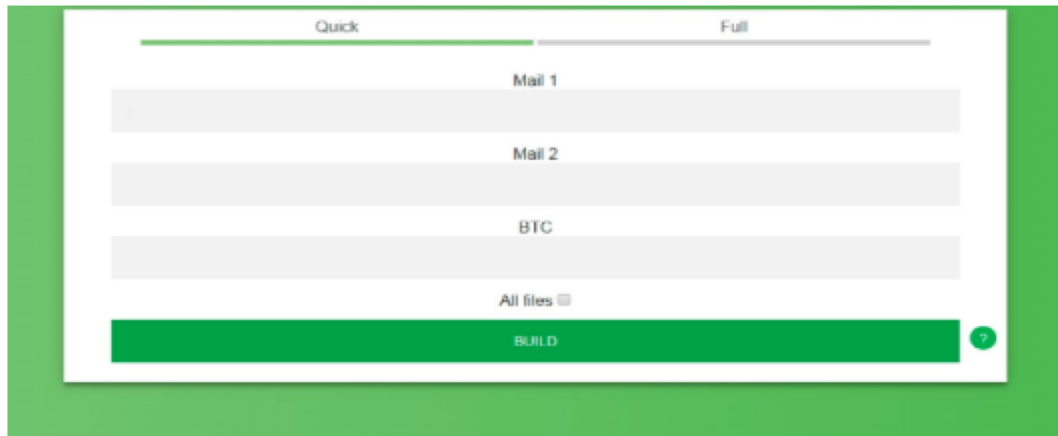 Quick Full
Mail 1
Mail 2
BTC
All files
BUILD
?